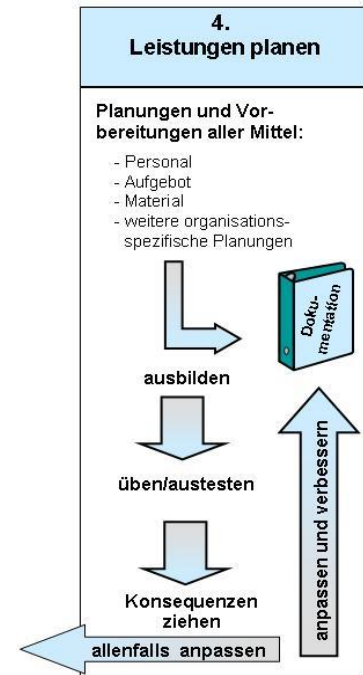 4.
Leistungen planen
Planungen und Vor-
bereitungen aller Mittel:
- Personal
- Aufgebot
- Material
- weitere organisations-
spezifische Planungen
Doku-
mentation
ausbilden
üben/austesten
anpassen und verbessern
Konsequenzen
ziehen
allenfalls anpassen